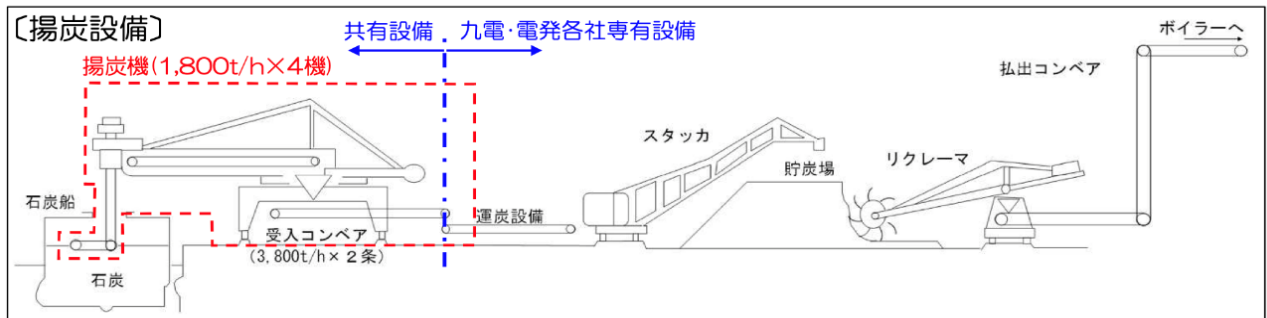 〔揚炭設備〕
共有設備
九電・電発各社専有設備
ボイラーへ
揚炭機(1,800t/h×4機)
払出コンベア
スタッカ
貯炭場
リクレーマ
石炭船
運炭設備
受入コンベア
(3,800t/h×2条)
石炭